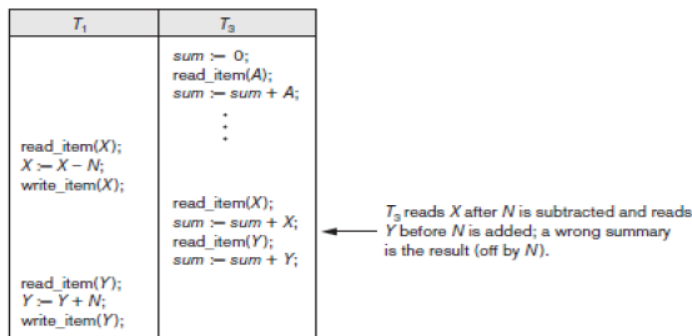 T1 T3
sum := 0;
read_item(A);
sum := sum + A;
read_item(X);
X := X – N;
write_item(X);
read_item(X);
sum := sum + X;
read_item(Y);
sum := sum + Y;
T3 reads X after N is subtracted and reads
Y before N is added; a wrong summary
is the result (off by N).
read_item(Y);
Y := Y + N;
write_item(Y);